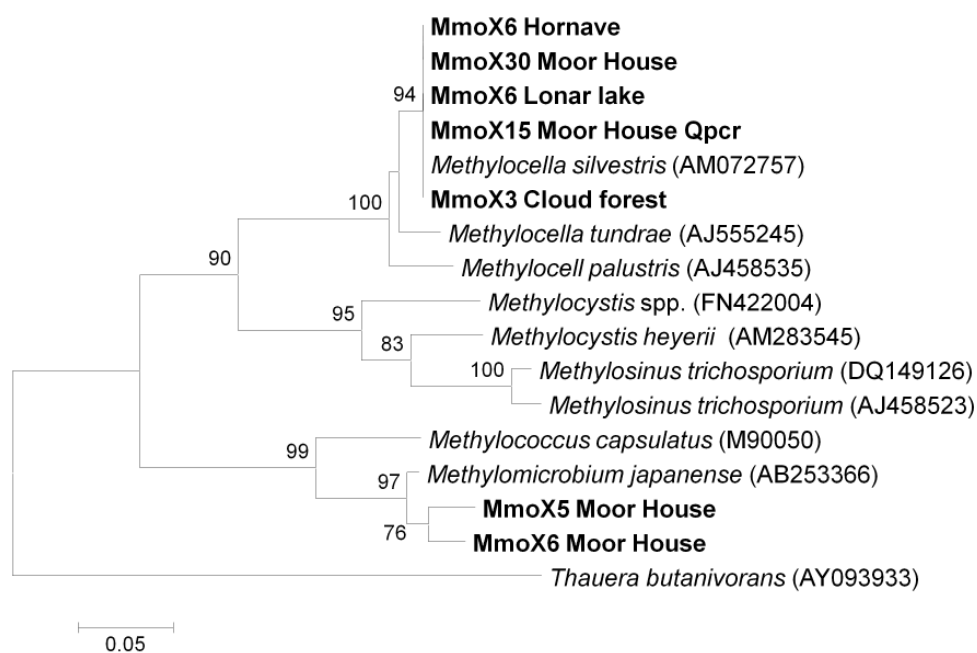 MmoX6 Hornave
MmoX30 Moor House
94
MmoX6 Lonar lake
MmoX15 Moor House Qpcr
Methylocella silvestris (AM072757)
100
MmoX3 Cloud forest
Methylocella tundrae (AJ555245)
90
Methylocell palustris (AJ458535)
95
Methylocystis spp. (FN422004)
83
Methylocystis heyerii (AM283545)
100
Methylosinus trichosporium (DQ149126)
Methylosinus trichosporium (AJ458523)
99
Methylococcus capsulatus (M90050)
97
Methylomicrobium japanense (AB253366)
MmoX5 Moor House
76
MmoX6 Moor House
Thauera butanivorans (AY093933)
0.05